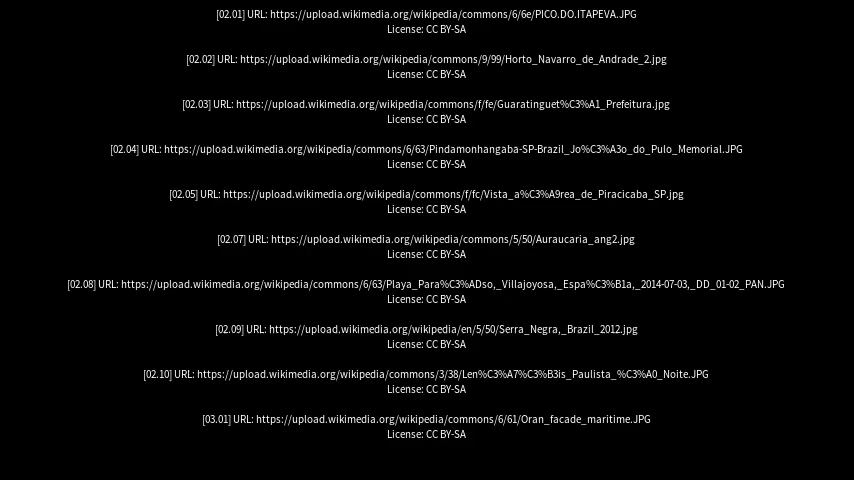 [02.01] URL: https://upload.wikimedia.org/wikipedia/commons/6/6e/PICO.DO.ITAPEVA.JPG
License: CC BY-SA
[02.02] URL: https://upload.wikimedia.org/wikipedia/commons/9/99/Horto_Navarro_de_Andrade_2.jpg
License: CC BY-SA
[02.03] URL: https://upload.wikimedia.org/wikipedia/commons/f/fe/Guaratinguet%C3%A1_Prefeitura.jpg
License: CC BY-SA
[02.04] URL: https://upload.wikimedia.org/wikipedia/commons/6/63/Pindamonhangaba-SP-Brazil_Jo%C3%A3o_do_Pulo_Memorial.JPG
License: CC BY-SA
[02.05] URL: https://upload.wikimedia.org/wikipedia/commons/f/fc/Vista_a%C3%A9rea_de_Piracicaba_SP.jpg
License: CC BY-SA
[02.07] URL: https://upload.wikimedia.org/wikipedia/commons/5/50/Auraucaria_ang2.jpg
License: CC BY-SA
[02.08] URL: https://upload.wikimedia.org/wikipedia/commons/6/63/Playa_Para%C3%ADso,_Villajoyosa,_Espa%C3%B1a,_2014-07-03,_DD_01-02_PAN.JPG
License: CC BY-SA
[02.09] URL: https://upload.wikimedia.org/wikipedia/en/5/50/Serra_Negra,_Brazil_2012.jpg
License: CC BY-SA
[02.10] URL: https://upload.wikimedia.org/wikipedia/commons/3/38/Len%C3%A7%C3%B3is_Paulista_%C3%A0_Noite.JPG
License: CC BY-SA
[03.01] URL: https://upload.wikimedia.org/wikipedia/commons/6/61/Oran_facade_maritime.JPG
License: CC BY-SA